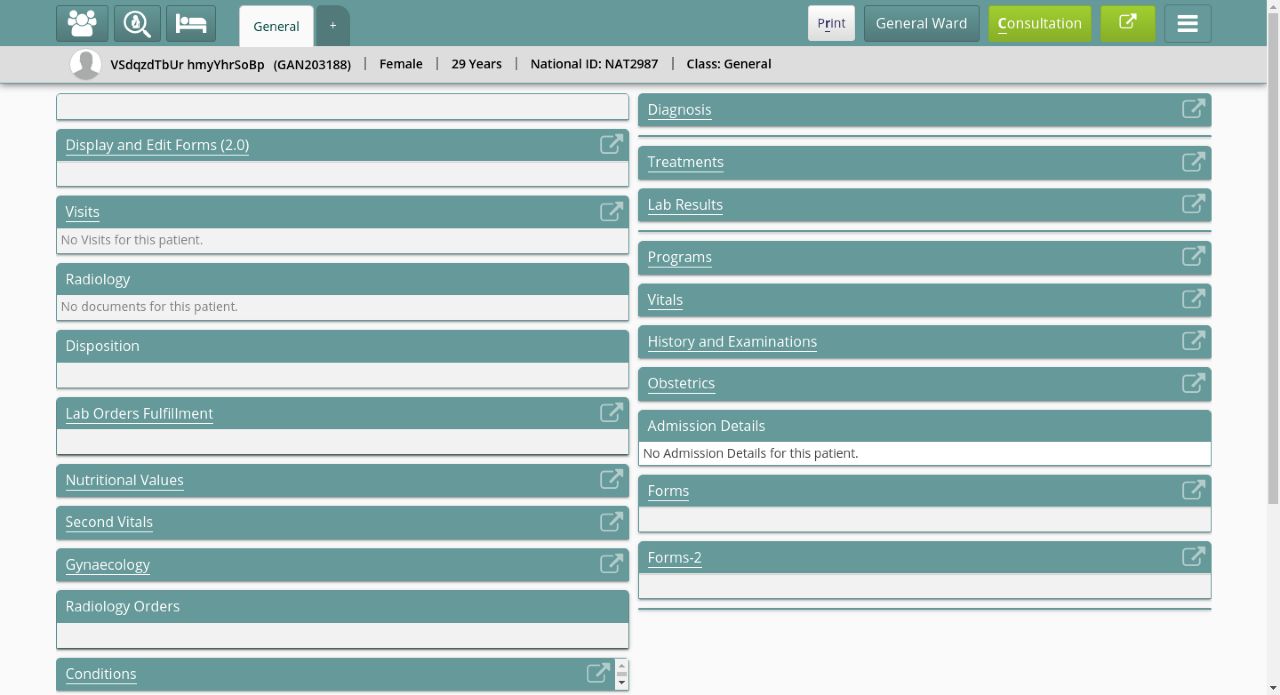 General
+
Print
General Ward
Consultation
VSdqzdTbUr hmyYhrSoBp (GAN203188) | Female | 29 Years | National ID: NAT2987 | Class: General
Display and Edit Forms (2.0)
Visits
No Visits for this patient.
Radiology
No documents for this patient.
Disposition
Lab Orders Fulfillment
Nutritional Values
Second Vitals
Gynaecology
Radiology Orders
Conditions
Diagnosis
Treatments
Lab Results
Programs
Vitals
History and Examinations
Obstetrics
Admission Details
No Admission Details for this patient.
Forms
Forms-2